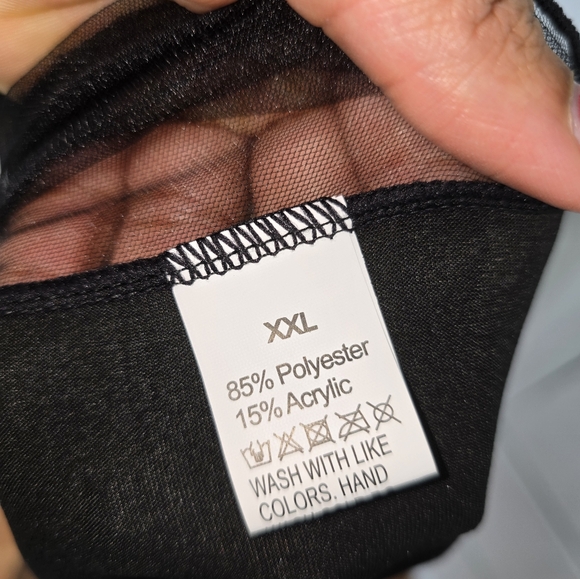 XXL
85% Polyester
15% Acrylic
WASH WITH LIKE
COLORS. HAND